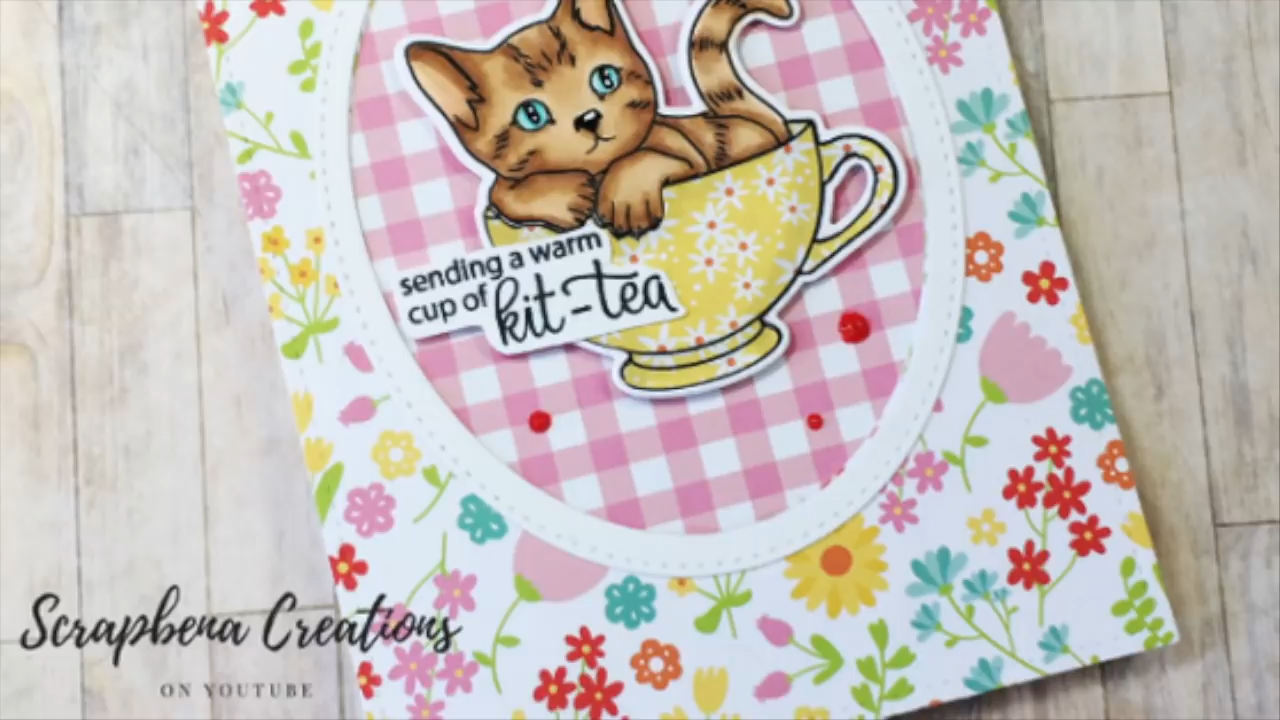 sending a warm
cup of kit-tea
Scrapbena Creations
ON YOUTUBE